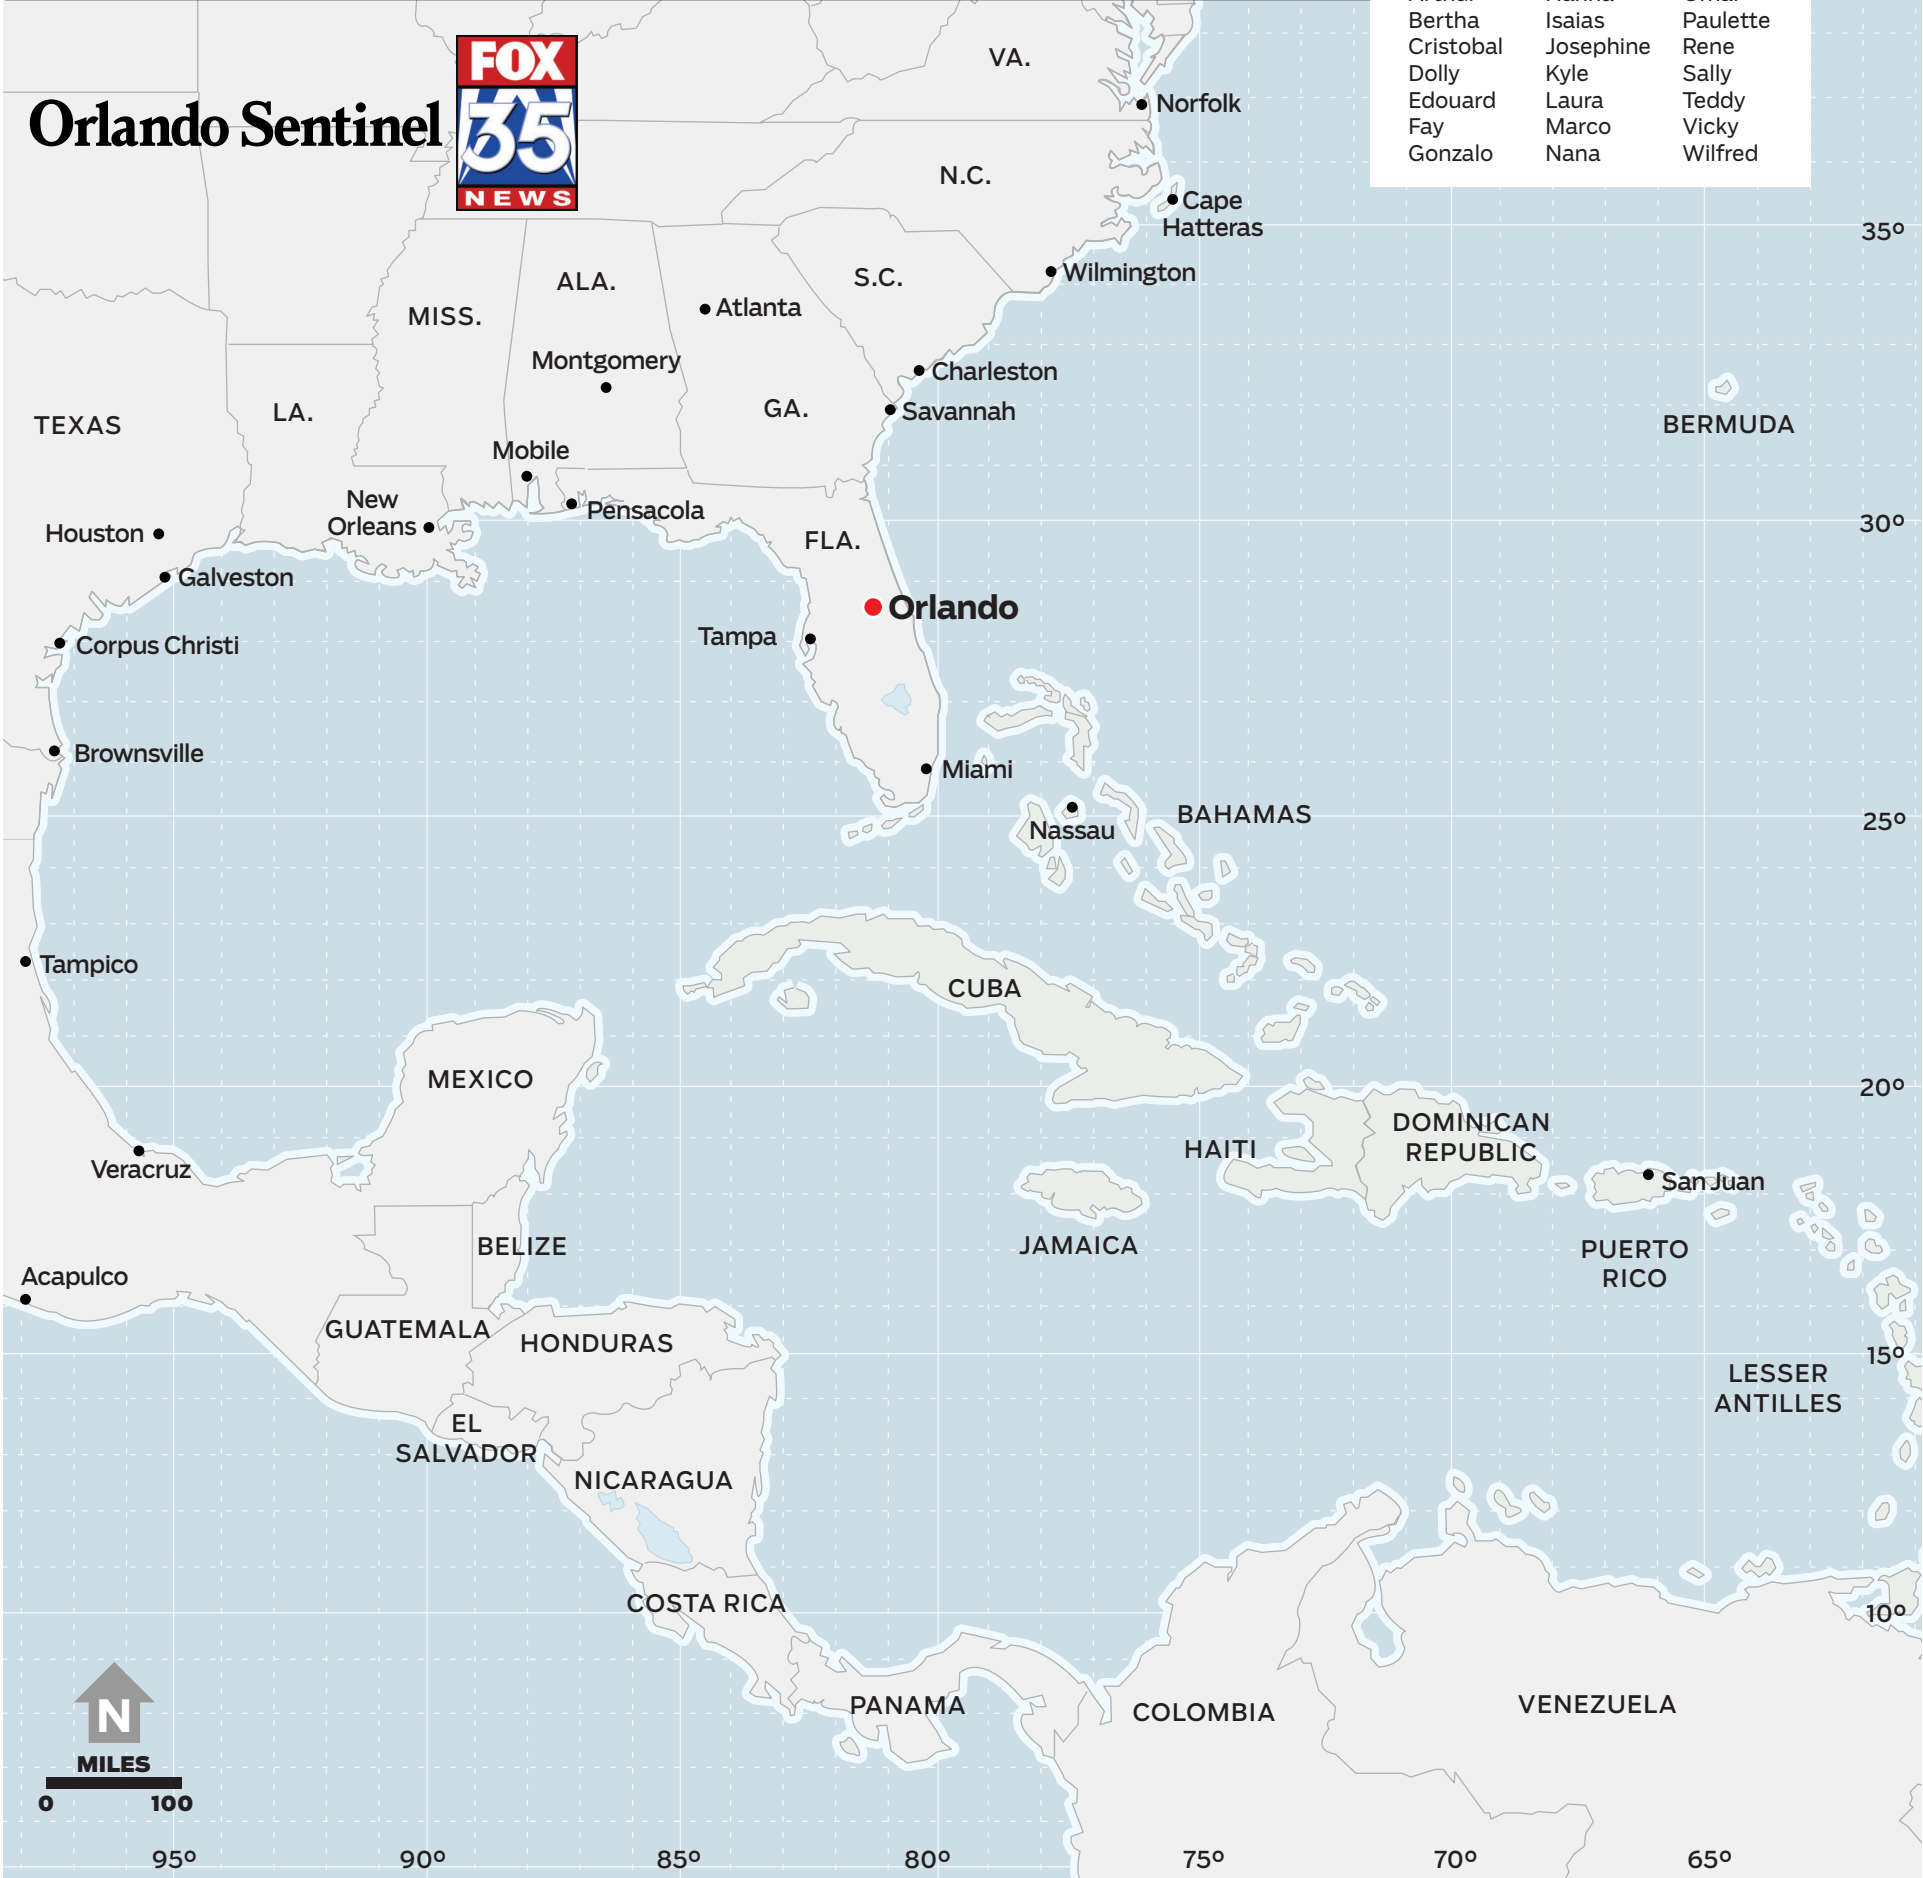 Bertha Isaias Paulette
Cristobal Josephine Rene
Dolly Kyle Sally
Edouard Laura Teddy
Fay Marco Vicky
Gonzalo Nana Wilfred
Orlando Sentinel
FOX
35
NEWS
VA.
Norfolk
N.C.
Cape
Hatteras
35º
Wilmington
S.C.
ALA.
Atlanta
MISS.
Montgomery
Charleston
GA.
Savannah
LA.
TEXAS
BERMUDA
Mobile
New
Orleans
Pensacola
Houston
30º
FLA.
Galveston
Orlando
Tampa
Corpus Christi
Brownsville
Miami
BAHAMAS
25º
Nassau
Tampico
CUBA
MEXICO
20º
DOMINICAN
REPUBLIC
HAITI
Veracruz
San Juan
BELIZE
JAMAICA
PUERTO
RICO
Acapulco
GUATEMALA
HONDURAS
15º
LESSER
ANTILLES
EL
SALVADOR
NICARAGUA
COSTA RICA
10º
PANAMA
COLOMBIA
VENEZUELA
N
MILES
0 100
95º 90º 85º 80º 75º 70º 65º